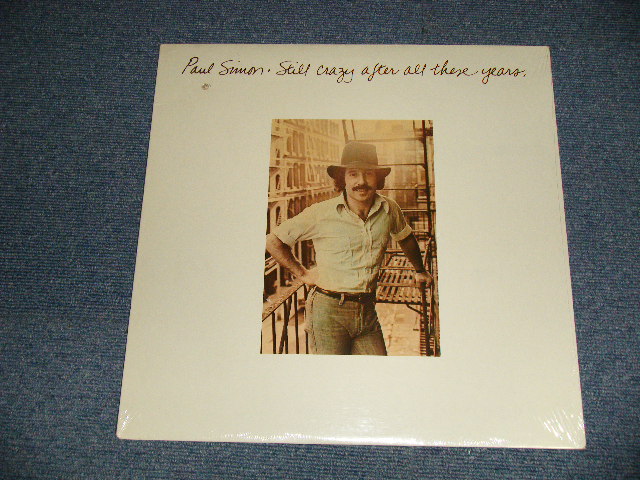 Paul Simon • Still crazy after all these years.